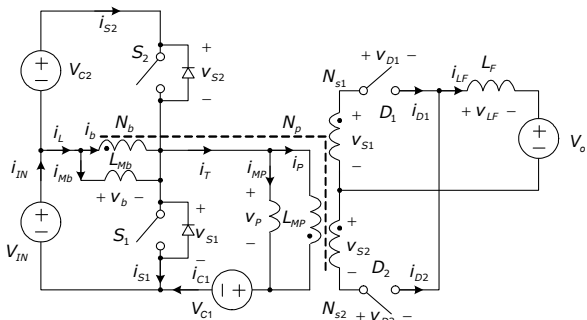 i_S2
S_2
+
v_S2
−
+
−
V_C2
+ v_D1 −
N_s1
D_1
i_D1
i_LF
L_F
+ v_LF −
+
v_S1
−
+
−
V_o
i_L
i_b
N_b
N_p
i_Mb
L_Mb
+ v_b −
i_T
i_MP
i_P
i_IN
+
−
V_IN
S_1
+
v_S1
−
+
v_P
−
L_MP
+
v_S2
−
i_S1
i_C1
V_C1
− +
N_s2
D_2
i_D2
+ v_D2 −